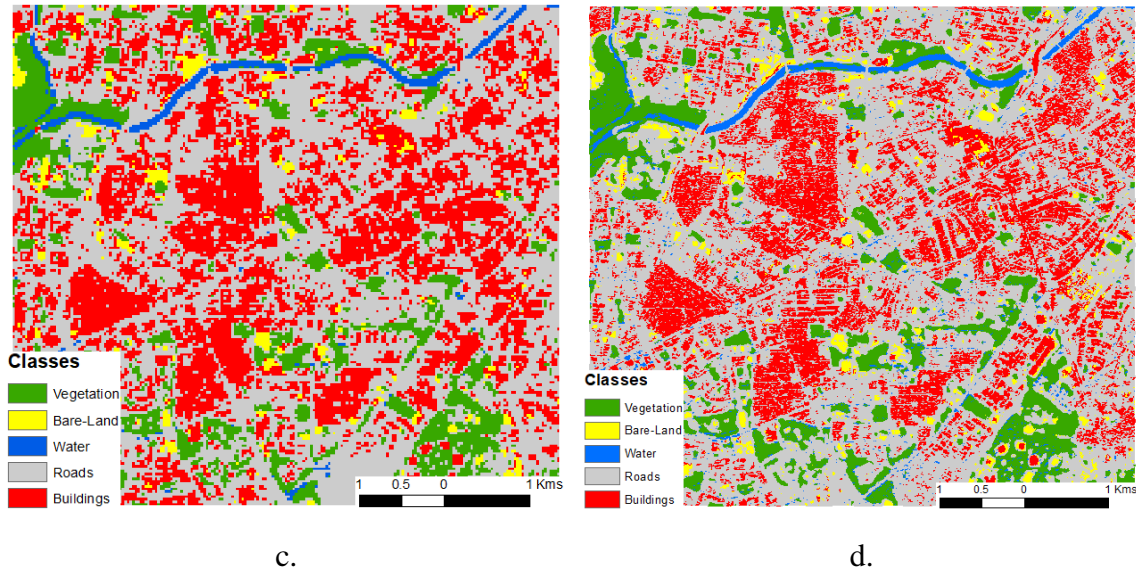 Classes
Vegetation
Bare-Land
Water
Roads
Buildings
1 0.5 0 1 Kms
c.
Classes
Vegetation
Bare-Land
Water
Roads
Buildings
1 0.5 0 1 Kms
d.